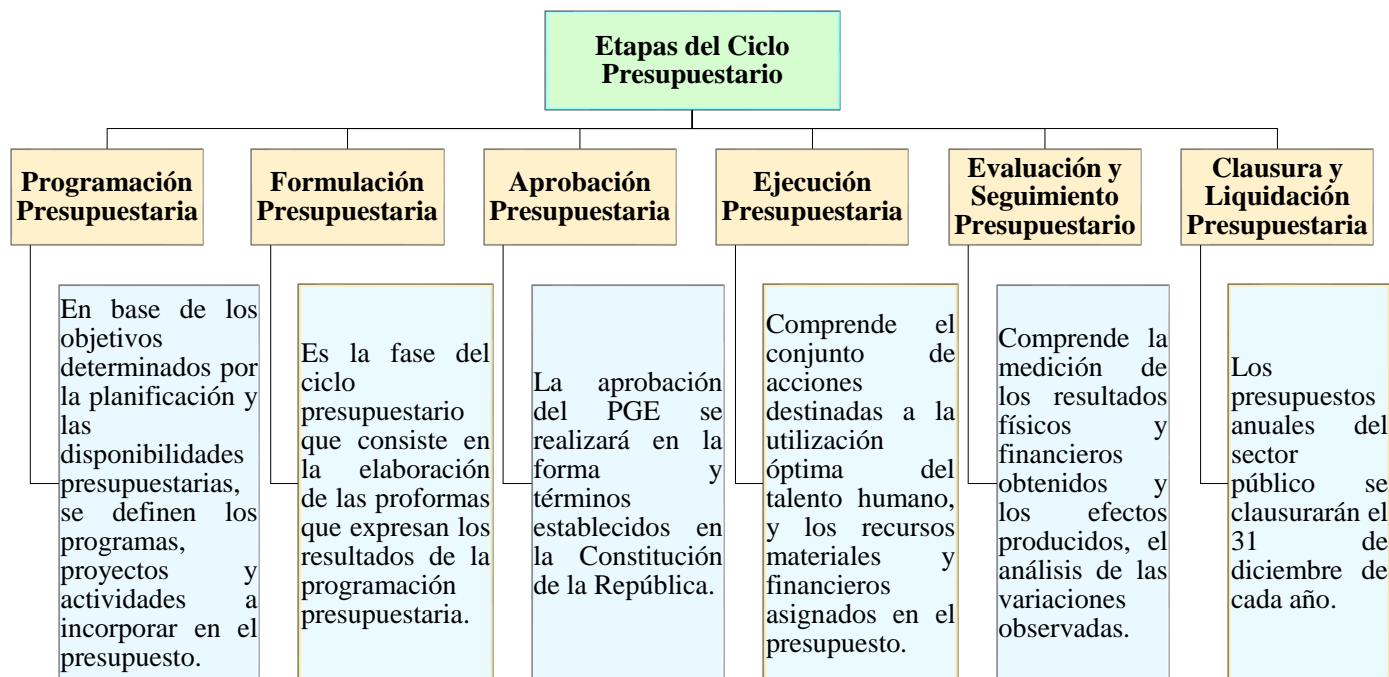 Etapas del Ciclo
Presupuestario
Programación
Presupuestaria
Formulación
Presupuestaria
Aprobación
Presupuestaria
Ejecución
Presupuestaria
Evaluación y
Seguimiento
Presupuestario
Clausura y
Liquidación
Presupuestaria
En base de los
objetivos
determinados por
la planificación y
las
disponibilidades
presupuestarias,
se definen los
programas,
proyectos y
actividades a
incorporar en el
presupuesto.
Es la fase del
ciclo
presupuestario
que consiste en
la elaboración
de las proformas
que expresan los
resultados de la
programación
presupuestaria.
La aprobación
del PGE se
realizará en la
forma y
términos
establecidos en
la Constitución
de la República.
Comprende el
conjunto de
acciones
destinadas a la
utilización
óptima del
talento humano,
y los recursos
materiales y
financieros
asignados en el
presupuesto.
Comprende la
medición de
los resultados
físicos y
financieros
obtenidos y
los efectos
producidos, el
análisis de las
variaciones
observadas.
Los
presupuestos
anuales del
sector
público se
clausurarán el
31 de
diciembre de
cada año.